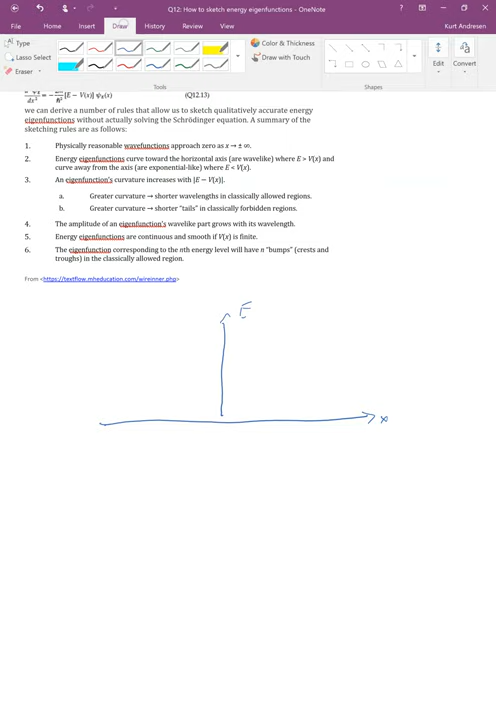 Q12: How to sketch energy eigenfunctions - OneNote
File Home Insert Draw History Review View Kurt Andresen
Type
Lasso Select
Eraser
Color & Thickness
Draw with Touch
Edit
Convert
Tools
Shapes
[E − V(x)] (Q12.13)
we can derive a number of rules that allow us to sketch qualitatively accurate energy
eigenfunctions without actually solving the Schrödinger equation. A summary of the
sketching rules are as follows:
1. Physically reasonable wavefunctions approach zero as x → ± ∞.
2. Energy eigenfunctions curve toward the horizontal axis (are wavelike) where E > V(x) and
curve away from the axis (are exponential-like) where E < V(x).
3. An eigenfunction's curvature increases with |E − V(x)|.
a. Greater curvature → shorter wavelengths in classically allowed regions.
b. Greater curvature → shorter "tails" in classically forbidden regions.
4. The amplitude of an eigenfunction's wavelike part grows with its wavelength.
5. Energy eigenfunctions are continuous and smooth if V(x) is finite.
6. The eigenfunction corresponding to the nth energy level have n "bumps" (crests and
troughs) in the classically allowed region.
From <https://textflow.mheducation.com/wireinner.php>
E
x